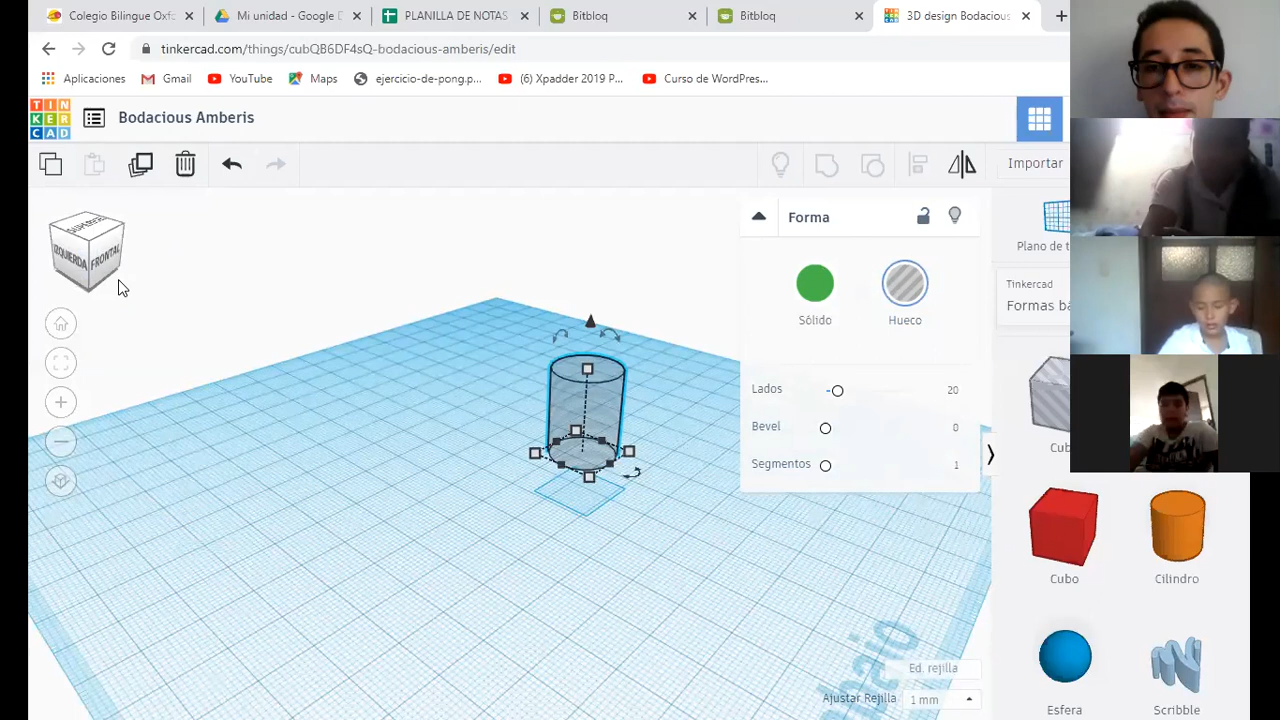 Colegio Bilingue Oxfo
Mi unidad - Google D
PLANILLA DE NOTAS
Bitbloq
Bitbloq
3D design Bodacious
tinkercad.com/things/cubQB6DF4sQ-bodacious-amberis/edit
Aplicaciones
Gmail
YouTube
Maps
ejercicio-de-pong.p...
(6) Xpadder 2019 P...
Curso de WordPres...
TIN
KER
CAD
Bodacious Amberis
Importar
IZQUIERDA
FRONTAL
Forma
Plano de t
Sólido
Hueco
Tinkercad
Formas bá
Lados
20
Bevel
0
Segmentos
1
Cub
Cubo
Cilindro
Esfera
Scribble
Ed. rejilla
Ajustar Rejilla
1 mm